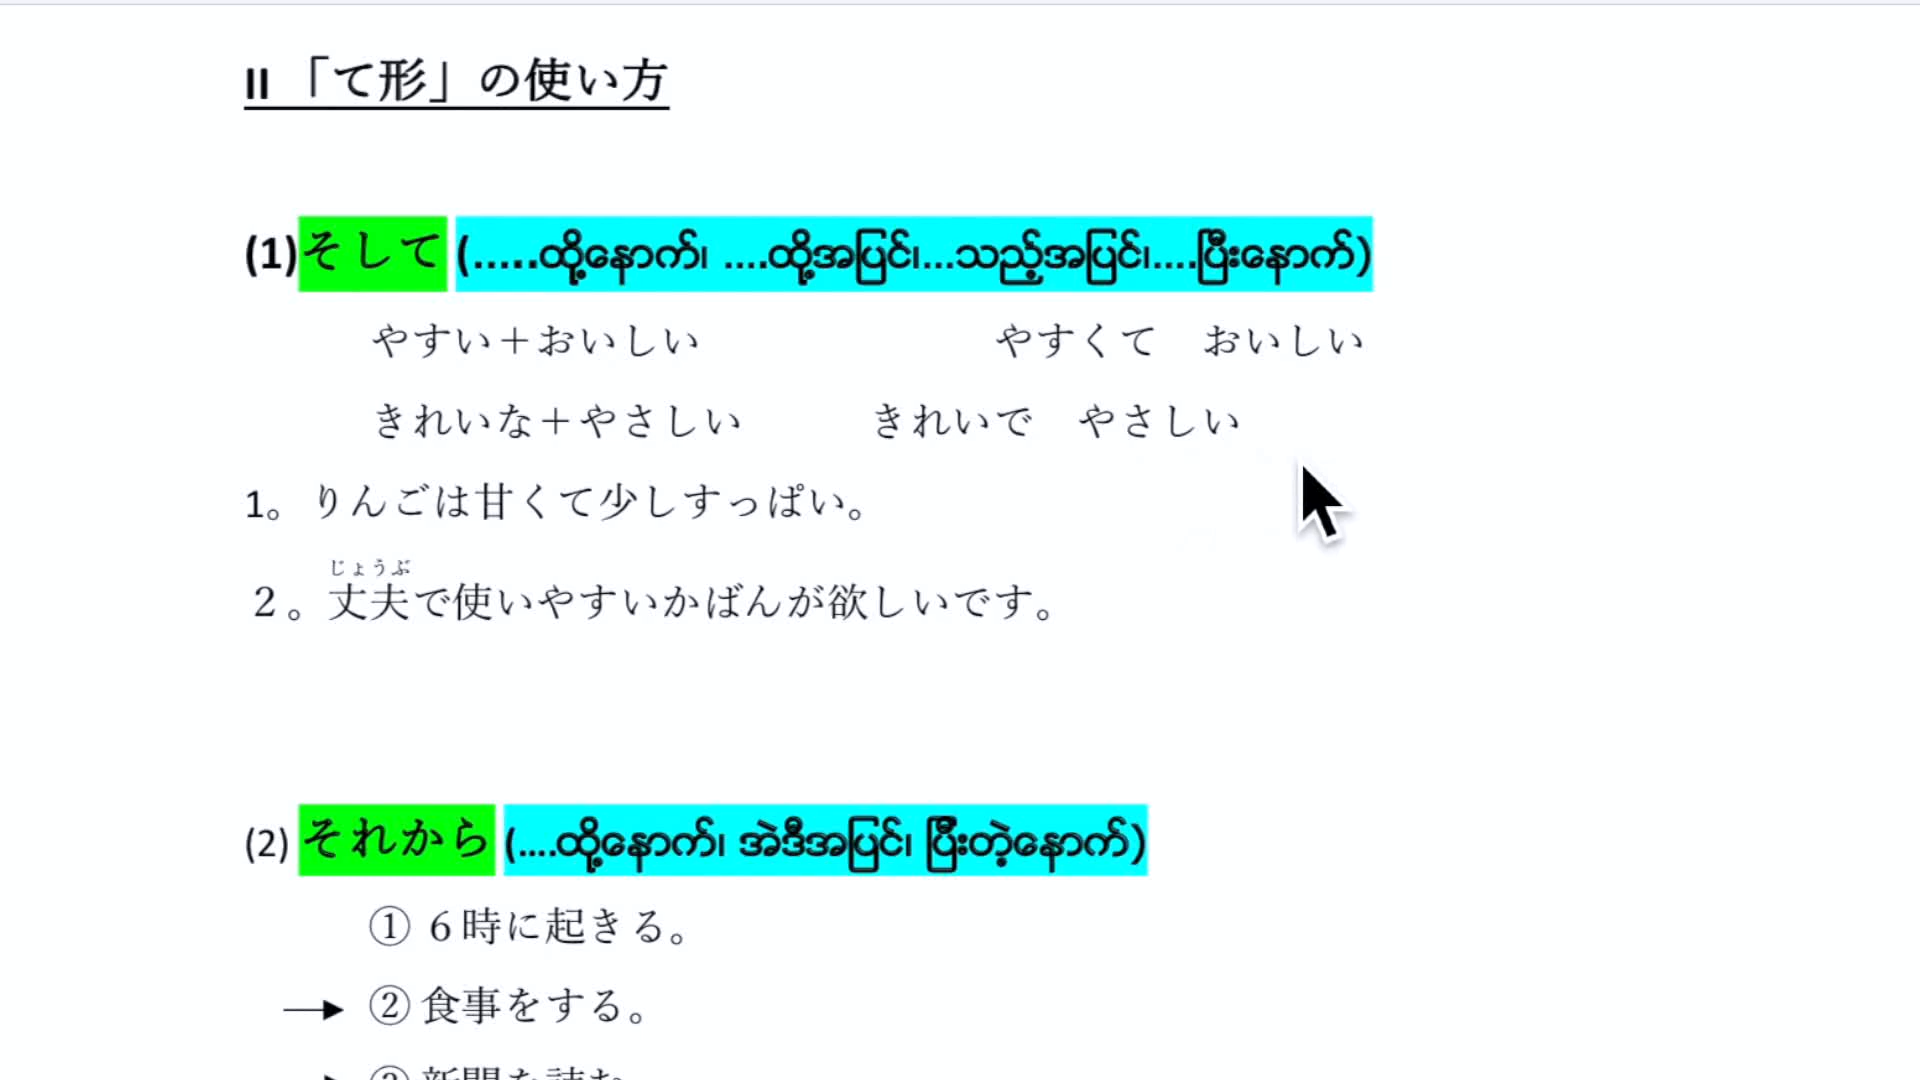 II 「て形」の使い方
(1)そして (.....ထို့နောက်၊ ....ထို့အပြင်၊...သည့်အပြင်၊....ပြီးနောက်)
やすい＋おいしい　　やすくて　おいしい
きれいな＋やさしい　　きれいで　やさしい
1。りんごは甘くて少しすっぱい。
じょうぶ
２。丈夫で使いやすいかばんが欲しいです。
(2) それから (....ထို့နောက်၊ အဲဒီအပြင်၊ ပြီးတဲ့နောက်)
① ６時に起きる。
② 食事をする。
③ 新聞を読む